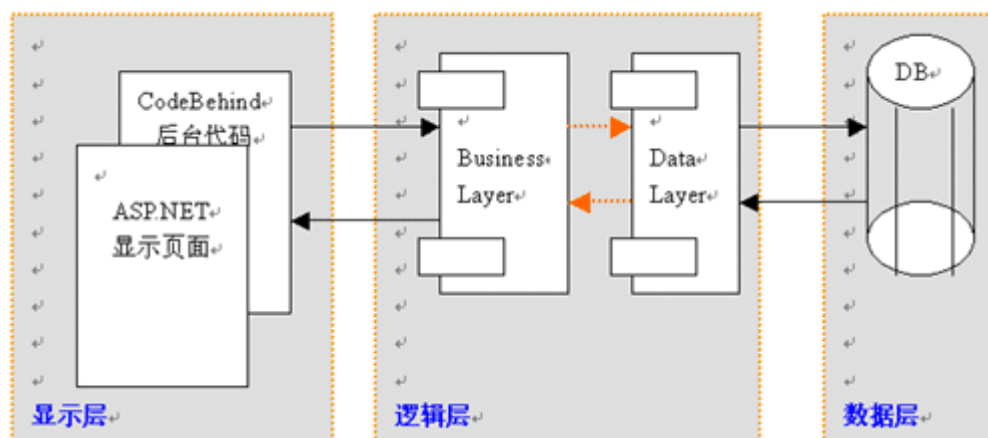 CodeBehind
后台代码
ASP.NET
显示页面
Business
Layer
Data
Layer
DB
显示层
逻辑层
数据层